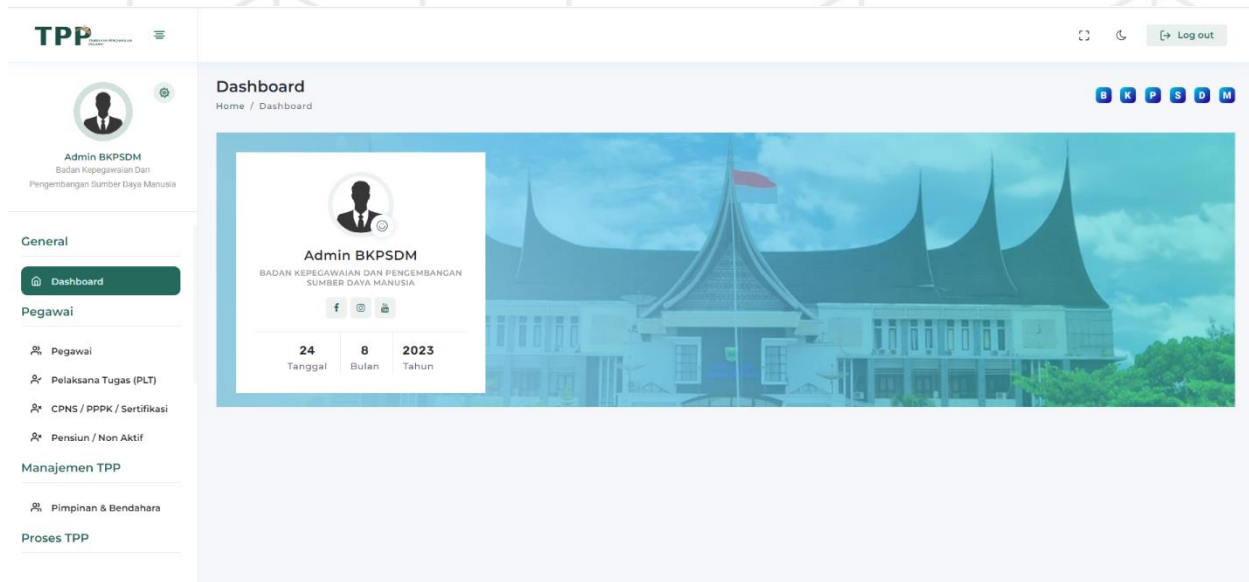 TPP
Log out
Admin BKPSDM
Badan Kepegawaian Dan
Pengembangan Sumber Daya Manusia
General
Dashboard
Pegawai
Pegawai
Pelaksana Tugas (PLT)
CPNS / PPPK / Sertifikasi
Pensiun / Non Aktif
Manajemen TPP
Pimpinan & Bendahara
Proses TPP
Dashboard
Home / Dashboard
B K P S D M
Admin BKPSDM
BADAN KEPEGAWAIAN DAN PENGEMBANGAN
SUMBER DAYA MANUSIA
24 8 2023
Tanggal Bulan Tahun